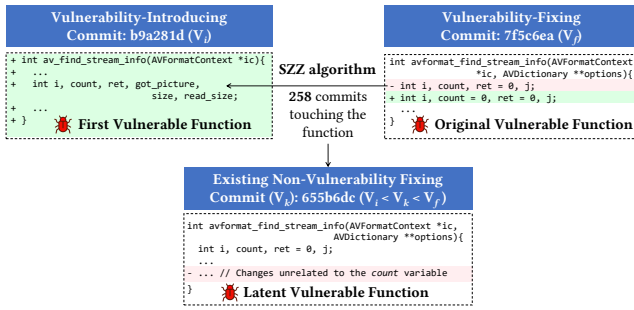 Vulnerability-Introducing
Commit: b9a281d (Vi)
+ int av_find_stream_info(AVFormatContext *ic){
+   ...
+   int i, count, ret, got_picture,
size, read_size;
+   ...
+ }
First Vulnerable Function
SZZ algorithm
258 commits
touching the
function
Vulnerability-Fixing
Commit: 7f5c6ea (Vf)
int avformat_find_stream_info(AVFormatContext
*ic, AVDictionary **options){
- int i, count, ret = 0, j;
+ int i, count = 0, ret = 0, j;
...
}
Original Vulnerable Function
Existing Non-Vulnerability Fixing
Commit (Vk): 655b6dc (Vi < Vk < Vf)
int avformat_find_stream_info(AVFormatContext *ic,
AVDictionary **options){
int i, count, ret = 0, j;
...
- ... // Changes unrelated to the count variable
}
Latent Vulnerable Function